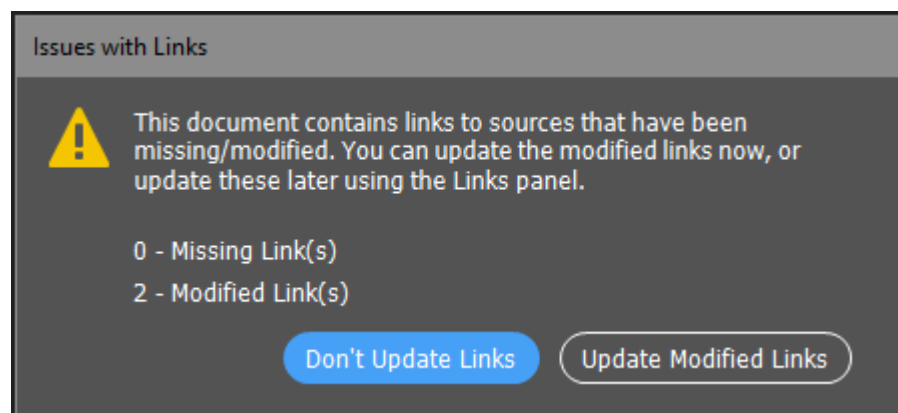 Issues with Links
This document contains links to sources that have been
missing/modified. You can update the modified links now, or
update these later using the Links panel.
0 - Missing Link(s)
2 - Modified Link(s)
Don't Update Links
Update Modified Links